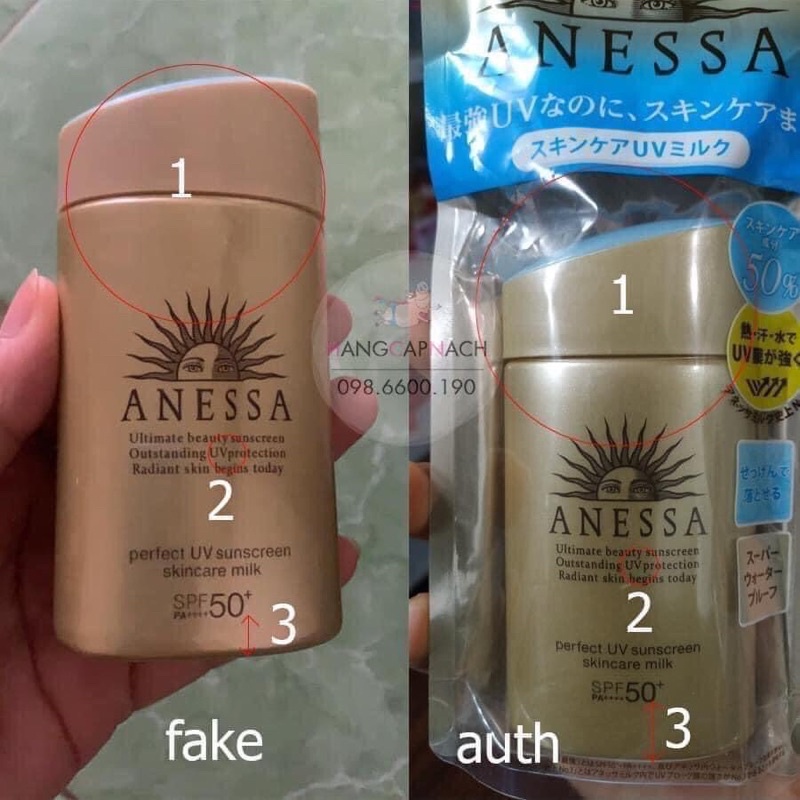 1
ANESSA
Ultimate beauty sunscreen
Outstanding UV protection
Radiant skin begins today
2
perfect UV sunscreen
skincare milk
SPF50+
PA++++
3
fake
HANGCAPNACH
098.6600.190
ANESSA
最強UVなのに、スキンケアま
スキンケアUVミルク
スキンケア
成分
50%
1
熱・汗・水で
UV膜が強く
ANESSA
Ultimate beauty sunscreen
Outstanding UV protection
Radiant skin begins today
せっけんで
落とせる
2
スーパー
ウォーター
プルーフ
perfect UV sunscreen
skincare milk
SPF50+
PA++++
3
auth